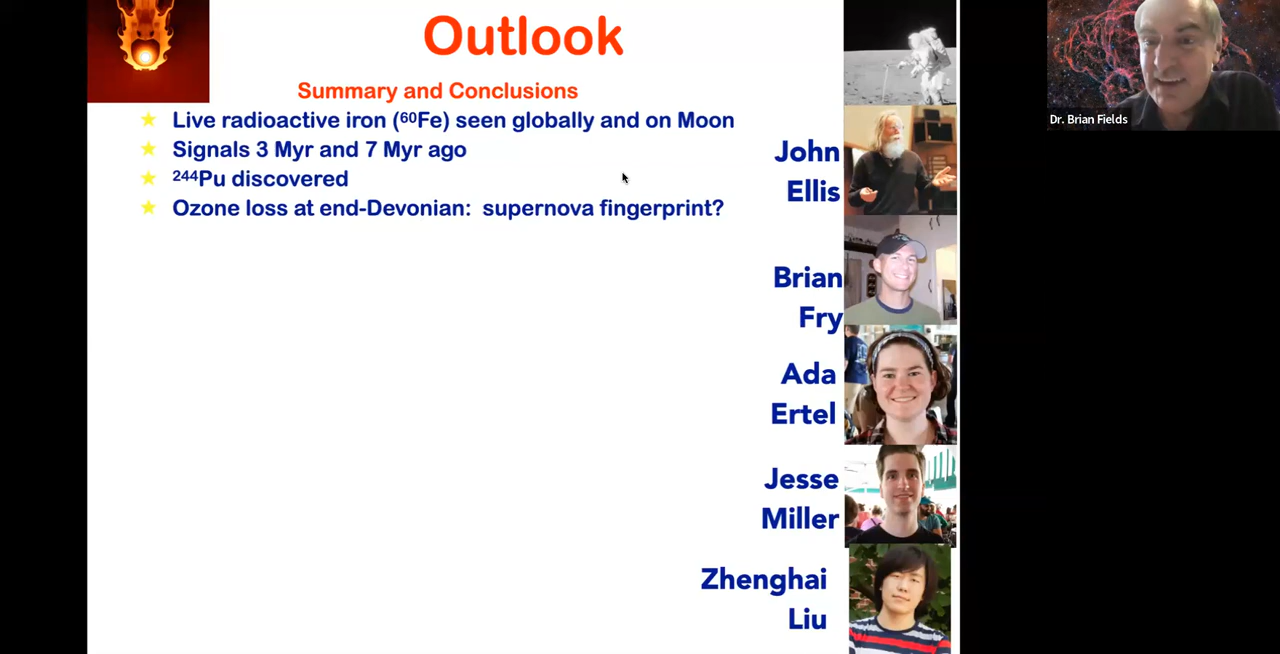 Outlook
Summary and Conclusions
Live radioactive iron (⁶⁰Fe) seen globally and on Moon
Signals 3 Myr and 7 Myr ago
²⁴⁴Pu discovered
Ozone loss at end-Devonian: supernova fingerprint?
John
Ellis
Brian
Fry
Ada
Ertel
Jesse
Miller
Zhenghai
Liu
Dr. Brian Fields